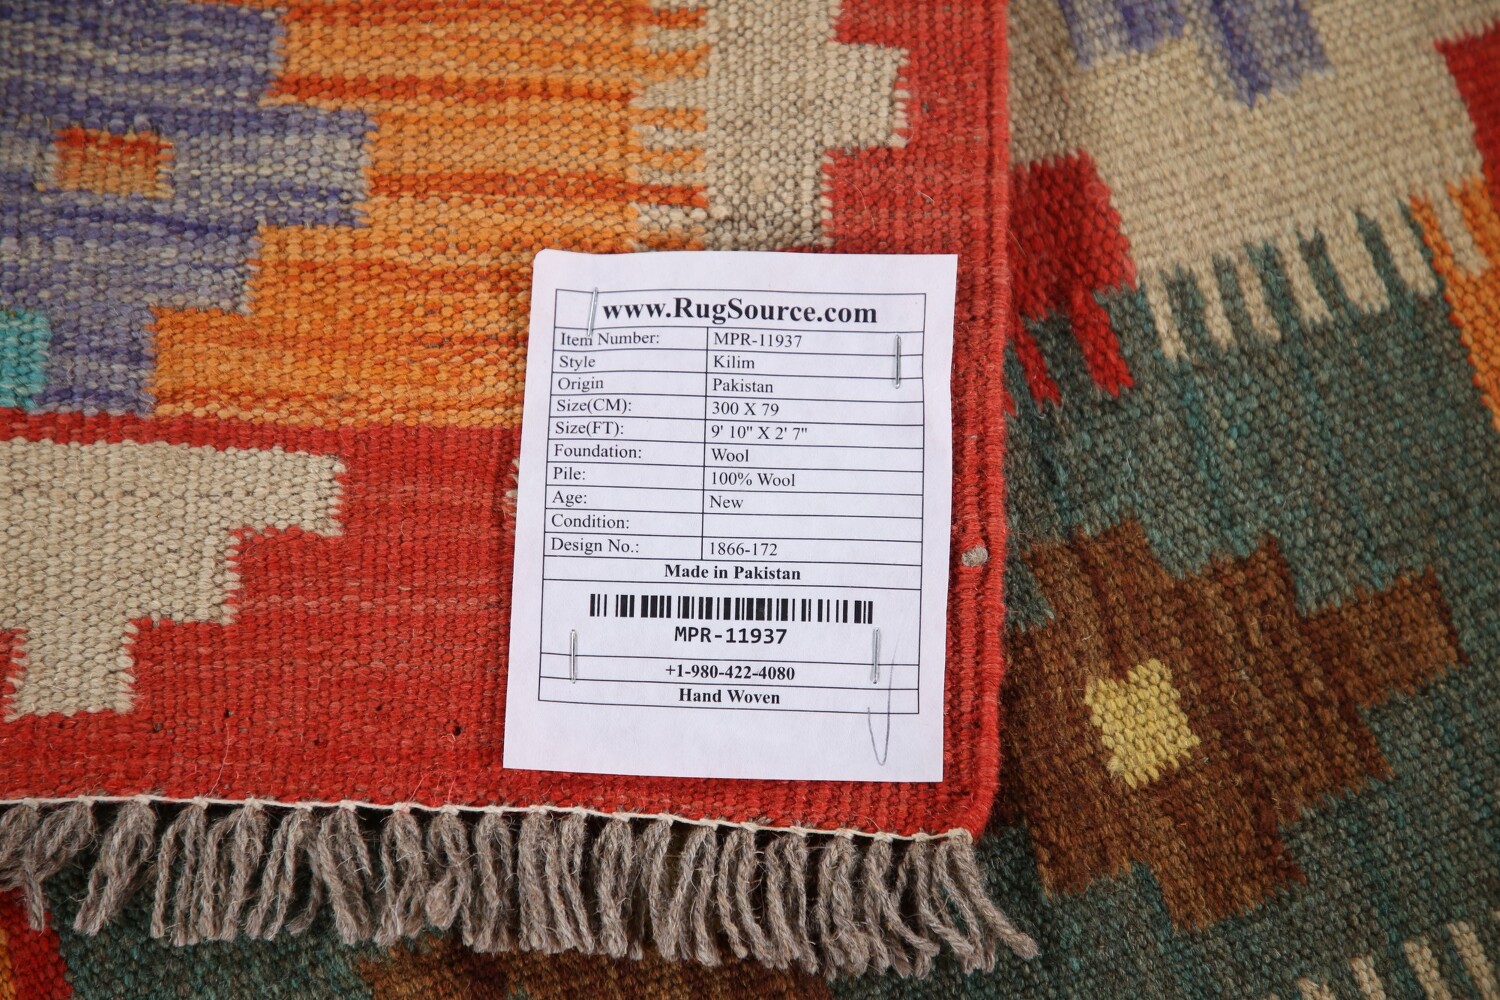 www.RugSource.com
Item Number: MPR-11937
Style Kilim
Origin Pakistan
Size(CM): 300 X 79
Size(FT): 9' 10" X 2' 7"
Foundation: Wool
Pile: 100% Wool
Age: New
Condition:
Design No.: 1866-172
Made in Pakistan
MPR-11937
+1-980-422-4080
Hand Woven